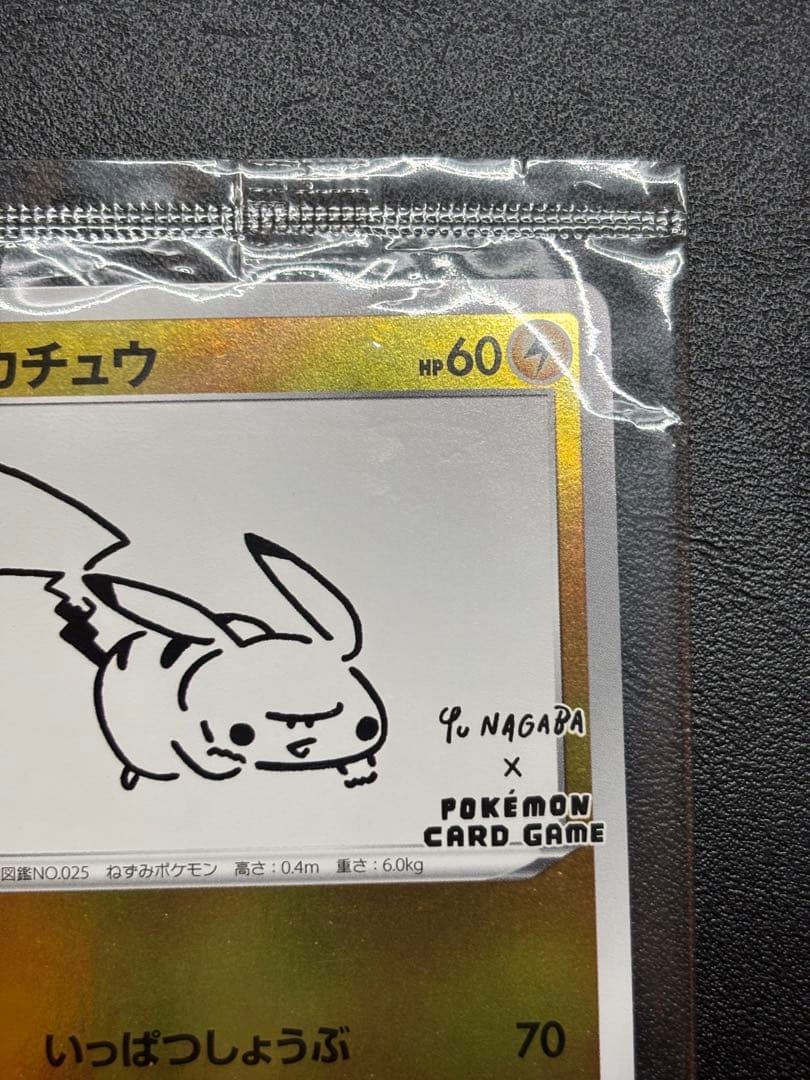 カチュウ HP60
Yu NAGABA
×
POKÉMON
CARD GAME
図鑑NO.025 ねずみポケモン 高さ:0.4m 重さ:6.0kg
いっぱつしょうぶ 70